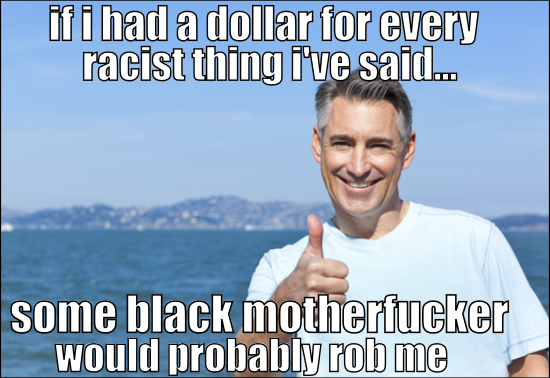 if i had a dollar for every
racist thing i've said...
some black motherfucker
would probably rob me